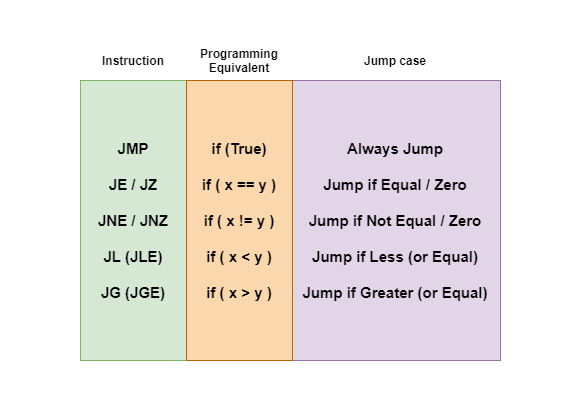 Instruction
Programming
Equivalent
Jump case
JMP
if (True)
Always Jump
JE / JZ
if ( x == y )
Jump if Equal / Zero
JNE / JNZ
if ( x != y )
Jump if Not Equal / Zero
JL (JLE)
if ( x < y )
Jump if Less (or Equal)
JG (JGE)
if ( x > y )
Jump if Greater (or Equal)